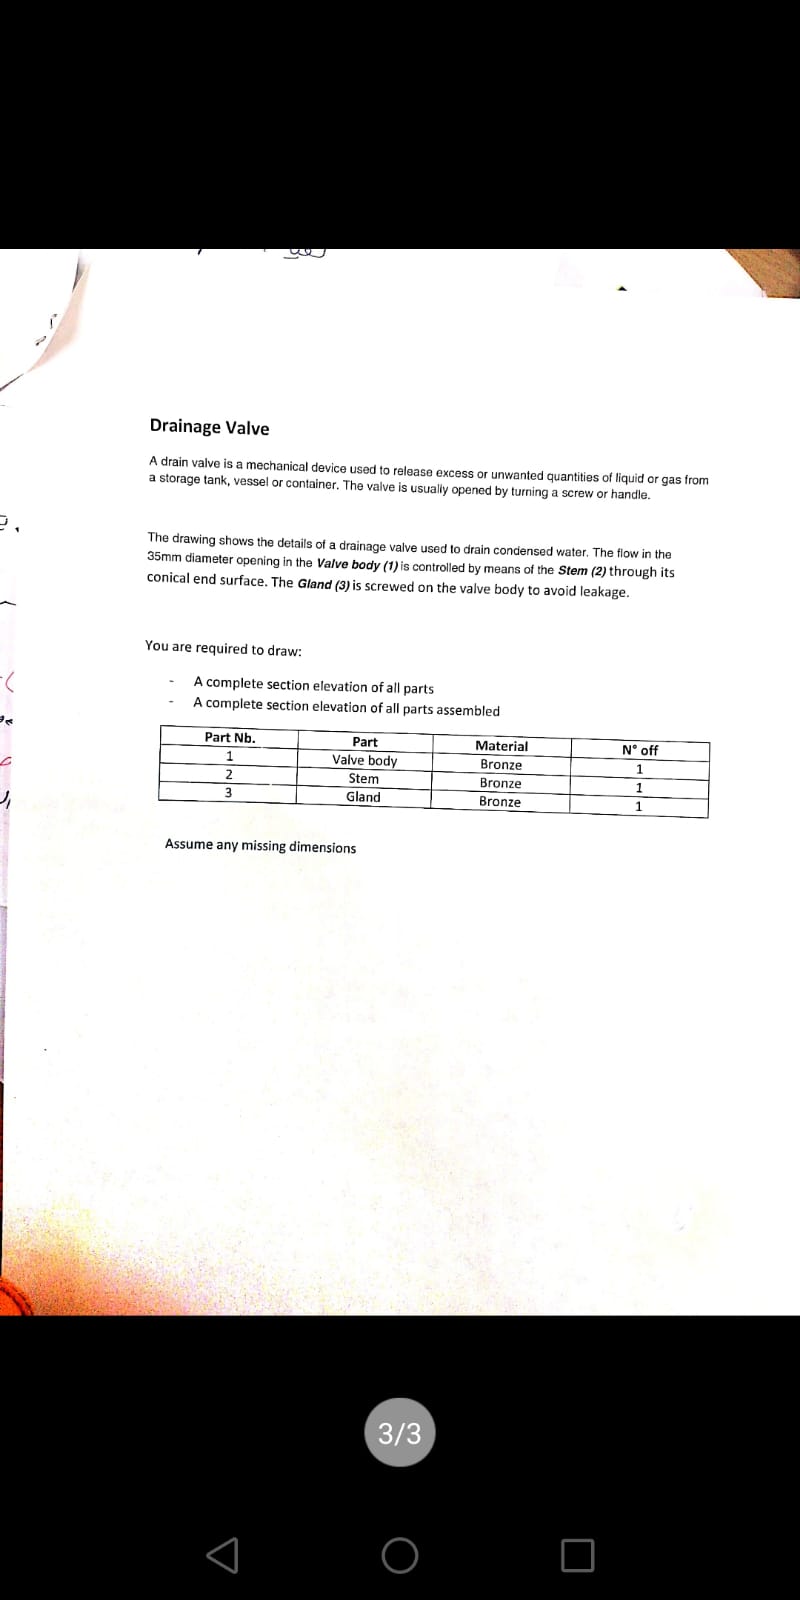 Drainage Valve
A drain valve is a mechanical device used to release excess or unwanted quantities of liquid or gas from
a storage tank, vessel or container. The valve is usually opened by turning a screw or handle.
The drawing shows the details of a drainage valve used to drain condensed water. The flow in the
35mm diameter opening in the Valve body (1) is controlled by means of the Stem (2) through its
conical end surface. The Gland (3) is screwed on the valve body to avoid leakage.
You are required to draw:
- A complete section elevation of all parts
- A complete section elevation of all parts assembled
Part Nb. Part Material N° off
1 Valve body Bronze 1
2 Stem Bronze 1
3 Gland Bronze 1
Assume any missing dimensions
3/3